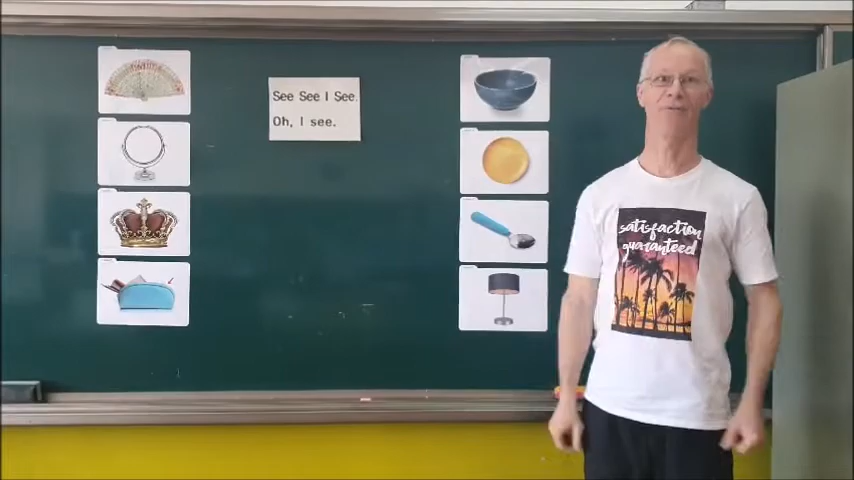 See See I See
Oh, I see.
satisfaction
guaranteed